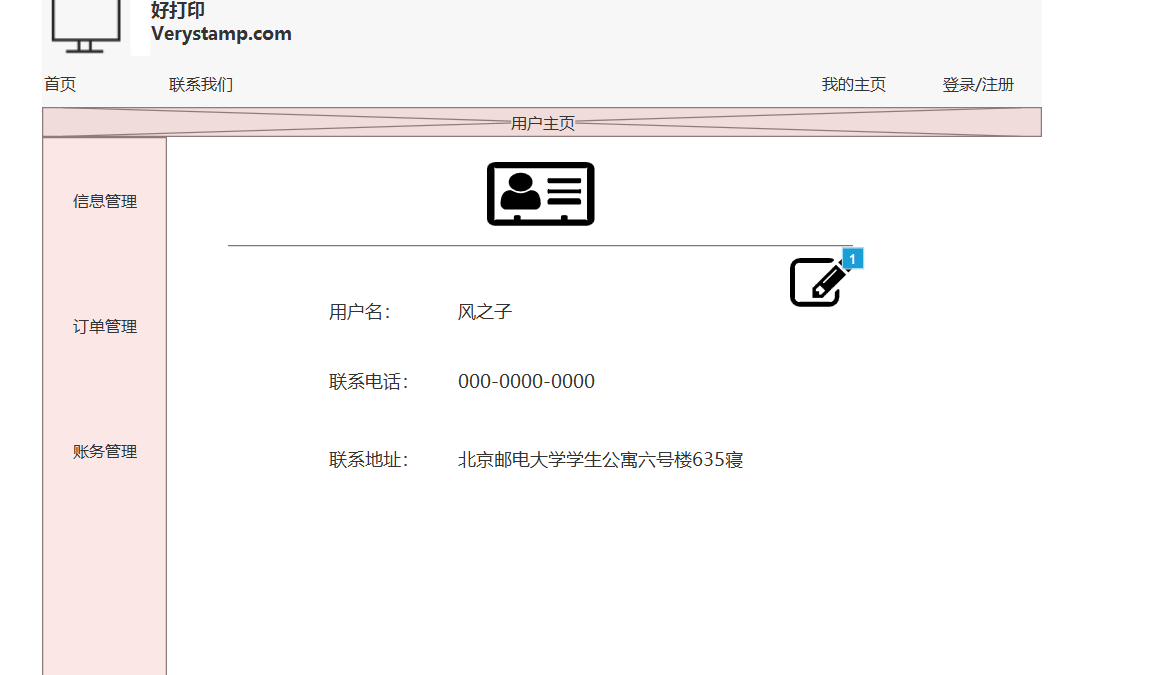 好打印
Verystamp.com
首页 联系我们 我的主页 登录/注册
用户主页
信息管理
1
用户名： 风之子
订单管理
联系电话： 000-0000-0000
账务管理
联系地址： 北京邮电大学学生公寓六号楼635寝